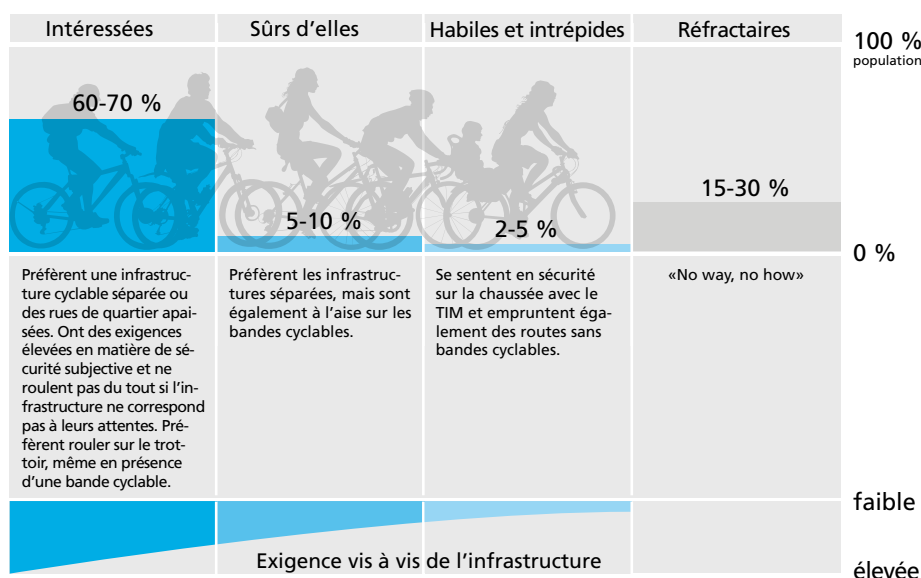 Intéressées
Sûrs d'elles
Habiles et intrépides
Réfractaires
100 %
population
60-70 %
5-10 %
2-5 %
15-30 %
0 %
Préfèrent une infrastruc-
ture cyclable séparée ou
des rues de quartier apai-
sées. Ont des exigences
élevées en matière de sé-
curité subjective et ne
roulent pas du tout si l'in-
frastructure ne correspond
pas à leurs attentes. Pré-
fèrent rouler sur le trot-
toir, même en présence
d'une bande cyclable.
Préfèrent les infrastruc-
tures séparées, mais sont
également à l'aise sur les
bandes cyclables.
Se sentent en sécurité
sur la chaussée avec le
TIM et empruntent éga-
lement des routes sans
bandes cyclables.
«No way, no how»
faible
Exigence vis à vis de l'infrastructure
élevée